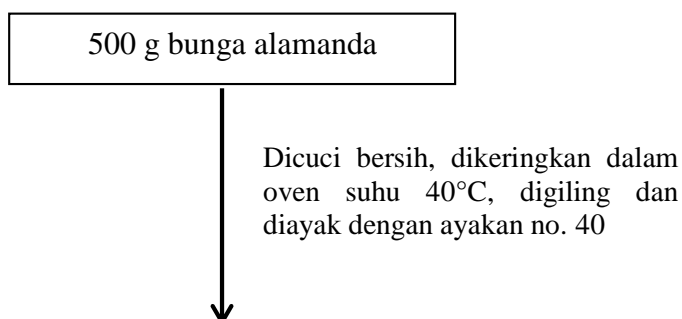 500 g bunga alamanda
Dicuci bersih, dikeringkan dalam
oven suhu 40°C, digiling dan
diayak dengan ayakan no. 40